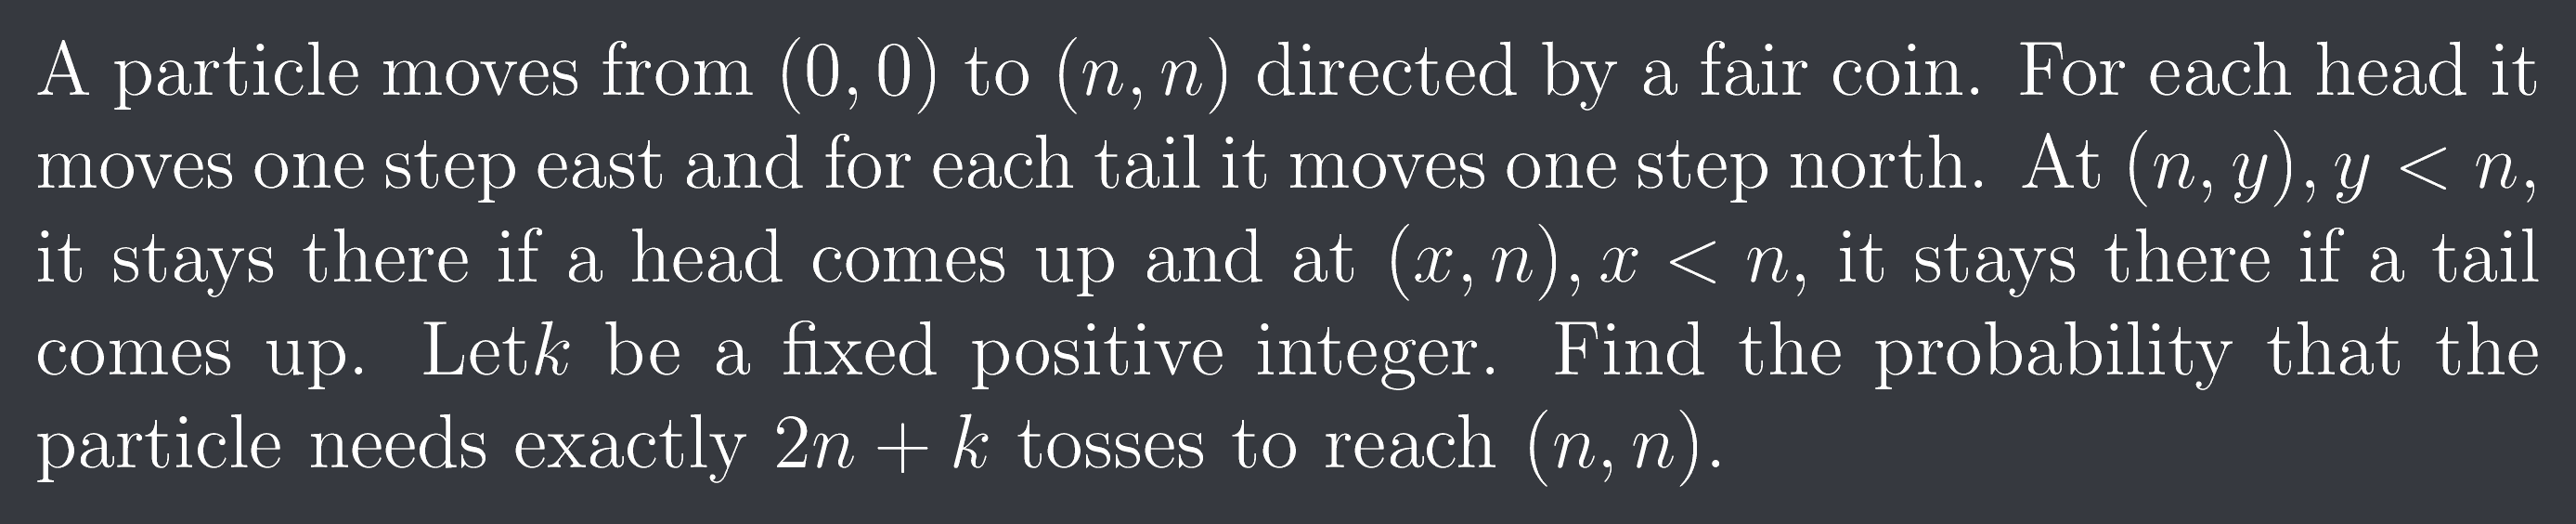 A particle moves from (0, 0) to (n, n) directed by a fair coin. For each head it
moves one step east and for each tail it moves one step north. At (n, y), y < n,
it stays there if a head comes up and at (x, n), x < n, it stays there if a tail
comes up. Letk be a fixed positive integer. Find the probability that the
particle needs exactly 2n + k tosses to reach (n, n).